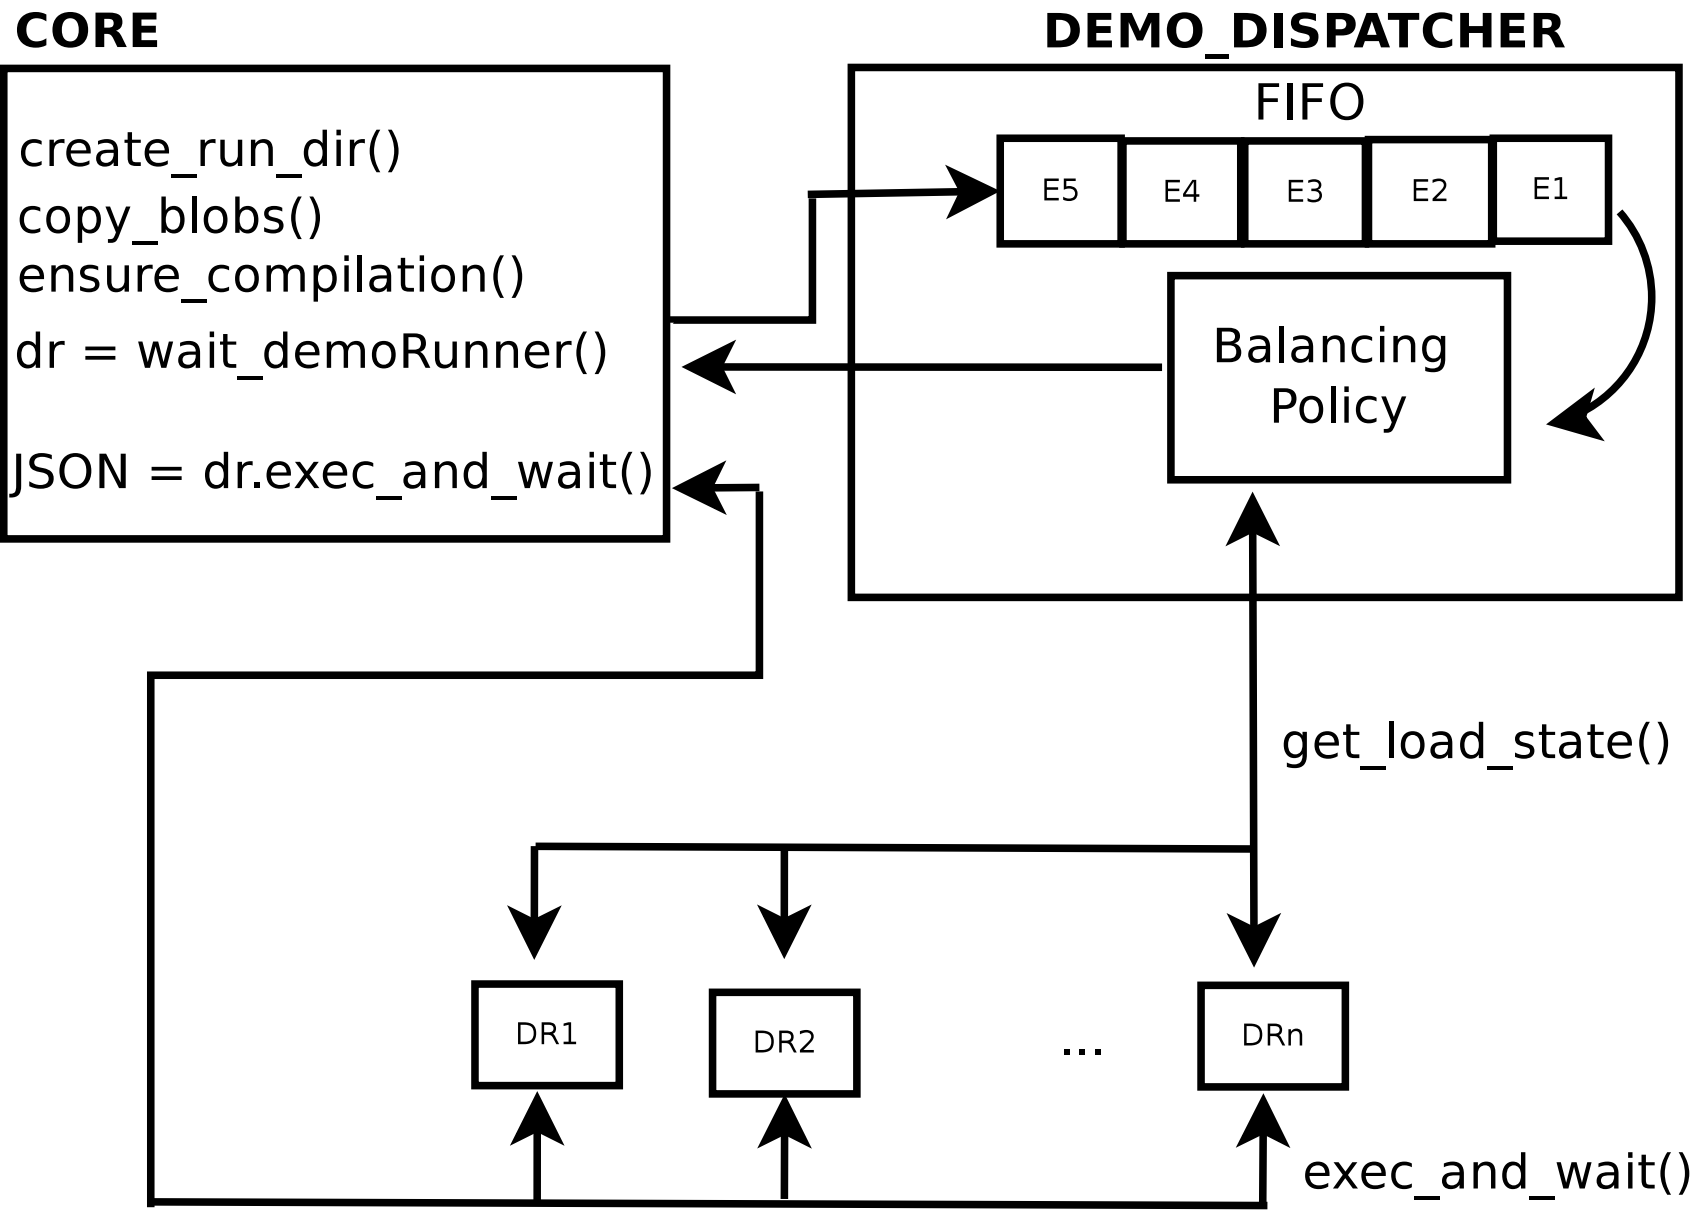 CORE
create_run_dir()
copy_blobs()
ensure_compilation()
dr = wait_demoRunner()
JSON = dr.exec_and_wait()
DEMO_DISPATCHER
FIFO
E5 E4 E3 E2 E1
Balancing
Policy
get_load_state()
DR1 DR2 ... DRn
exec_and_wait()